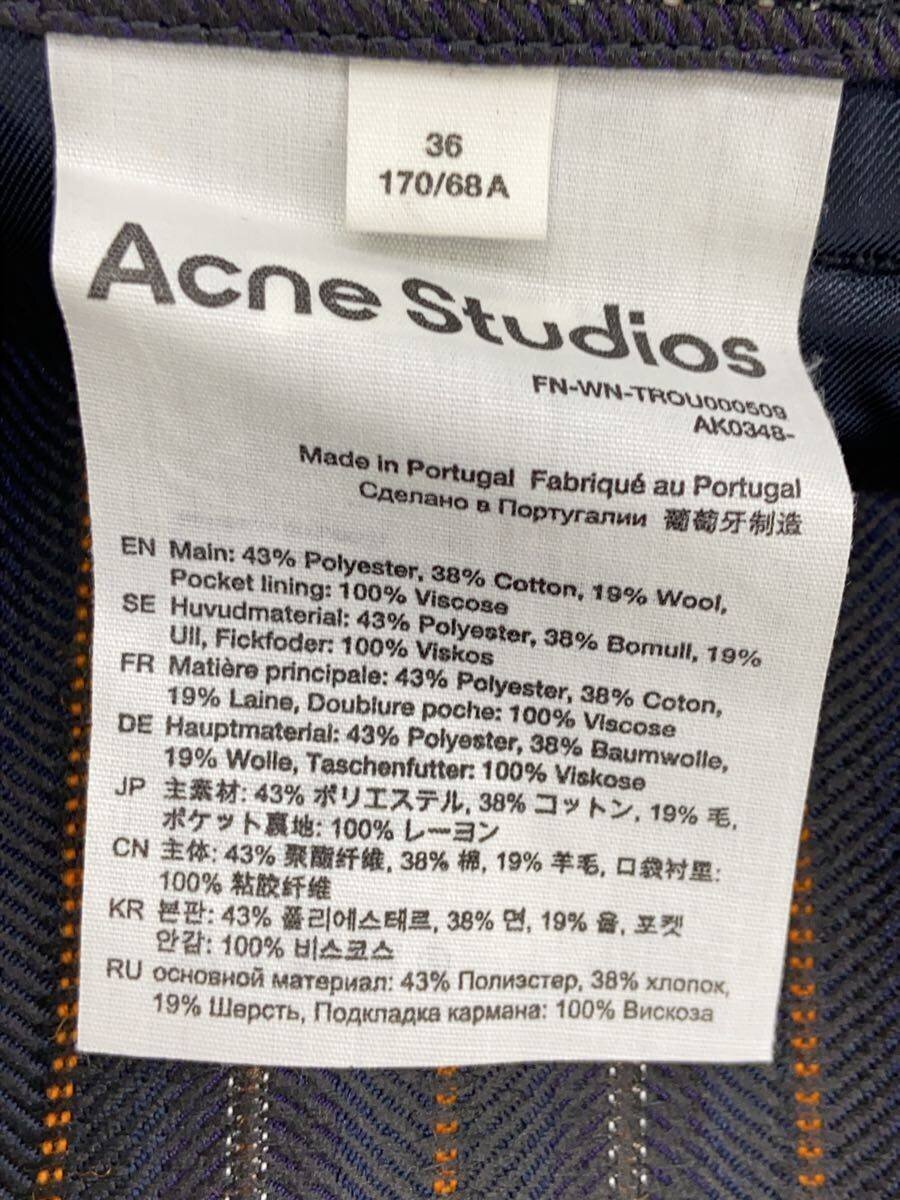 36
170/68A
Acne Studios
FN-WN-TROU000509
AK0348-
Made in Portugal Fabriqué au Portugal
Сделано в Португалии 葡萄牙制造
EN Main: 43% Polyester, 38% Cotton, 19% Wool,
Pocket lining: 100% Viscose
SE Huvudmaterial: 43% Polyester, 38% Bomull, 19%
Ull, Fickfoder: 100% Viskos
FR Matière principale: 43% Polyester, 38% Coton,
19% Laine, Doublure poche: 100% Viscose
DE Hauptmaterial: 43% Polyester, 38% Baumwolle,
19% Wolle, Taschenfutter: 100% Viskose
JP 主素材: 43% ポリエステル, 38% コットン, 19% 毛,
ポケット裏地: 100% レーヨン
CN 主体: 43% 聚酯纤维, 38% 棉, 19% 羊毛, 口袋衬里:
100% 粘胶纤维
KR 본판: 43% 폴리에스테르, 38% 면, 19% 울, 포켓
안감: 100% 비스코스
RU основной материал: 43% Полиэстер, 38% хлопок,
19% Шерсть, Подкладка кармана: 100% Вискоза